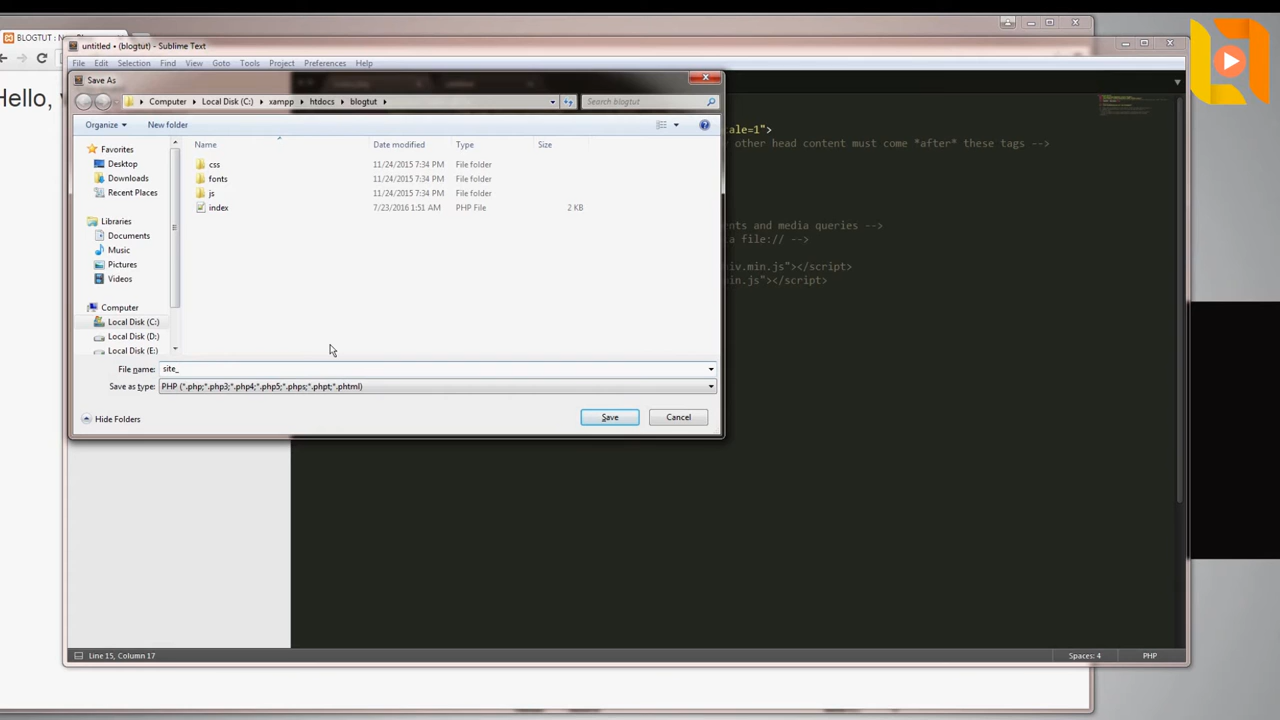 BLOGTUT : N
untitled • (blogtut) - Sublime Text
File Edit Selection Find View Goto Tools Project Preferences Help
Hello,
Save As
Computer Local Disk (C:) xampp htdocs blogtut
Search blogtut
Organize New folder
Name Date modified Type Size
Favorites
Desktop
Downloads
Recent Places
Libraries
Documents
Music
Pictures
Videos
Computer
Local Disk (C:)
Local Disk (D:)
Local Disk (E:)
css 11/24/2015 7:34 PM File folder
fonts 11/24/2015 7:34 PM File folder
js 11/24/2015 7:34 PM File folder
index 7/23/2016 1:51 AM PHP File 2 KB
File name: site_
Save as type: PHP (*.php;*.php3;*.php4;*.php5;*.phps;*.phpt;*.phtml)
Hide Folders
Save Cancel
ale=1">
other head content must come *after* these tags -->
ents and media queries -->
a file:// -->
iv.min.js"></script>
min.js"></script>
Line 15, Column 17
Spaces: 4 PHP